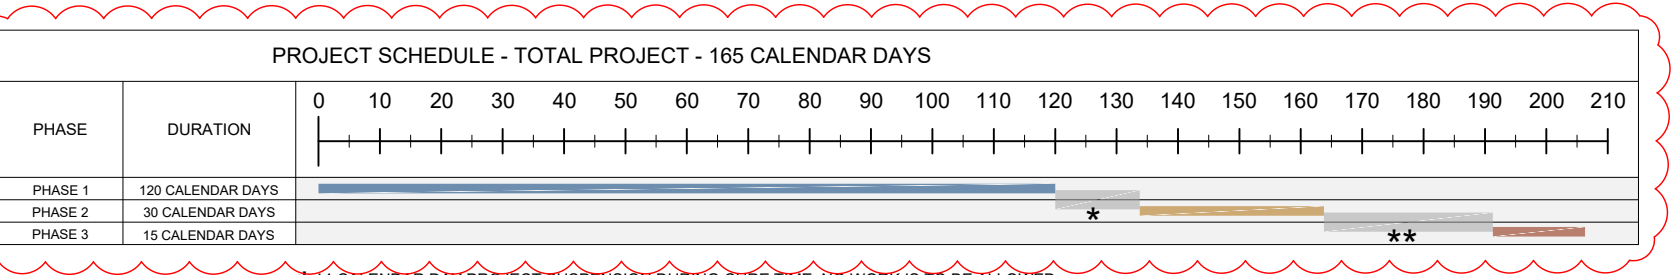 PROJECT SCHEDULE - TOTAL PROJECT - 165 CALENDAR DAYS
PHASE DURATION 0 10 20 30 40 50 60 70 80 90 100 110 120 130 140 150 160 170 180 190 200 210
PHASE 1 120 CALENDAR DAYS
PHASE 2 30 CALENDAR DAYS *
PHASE 3 15 CALENDAR DAYS **